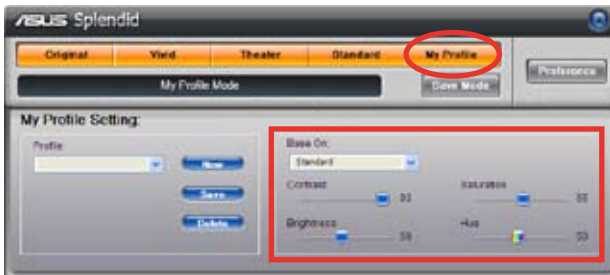 ASUS Splendid
Original Vivid Theater Standard My Profile
Preference
My Profile Mode Save Mode
My Profile Setting:
Profile:
New
Save
Delete
Base On:
Standard
Contrast Saturation
Brightness Hue
50